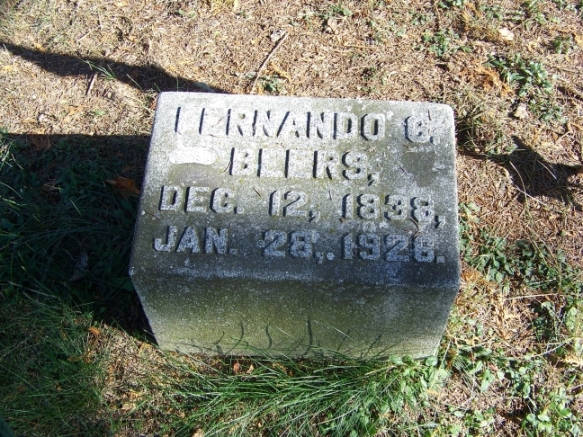 FERNANDO C.
BEERS,
DEC. 12, 1838,
JAN. 28, 1926.